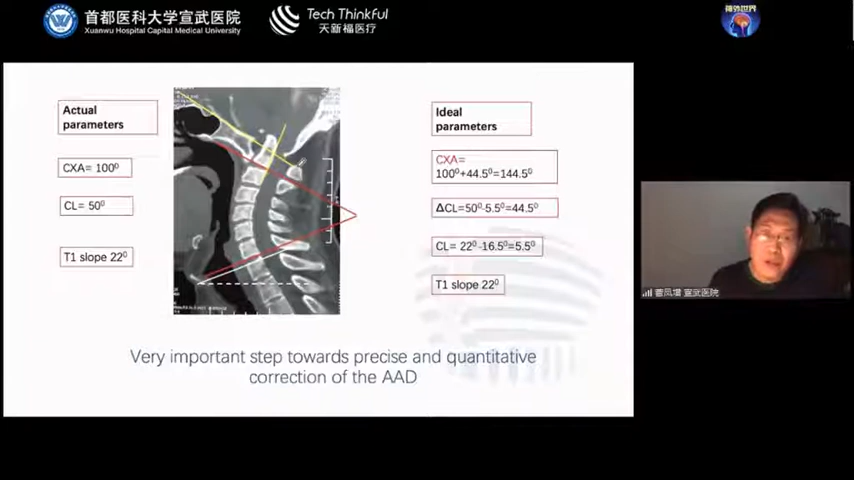 首都医科大学宣武医院
Xuanwu Hospital Capital Medical University
Tech Thinkful
天新福医疗
Actual
parameters
CXA= 100⁰
CL= 50⁰
T1 slope 22⁰
Ideal
parameters
CXA=
100⁰+44.5⁰=144.5⁰
ΔCL=50⁰-5.5⁰=44.5⁰
CL= 22⁰-16.5⁰=5.5⁰
T1 slope 22⁰
Very important step towards precise and quantitative
correction of the AAD
宣武医院